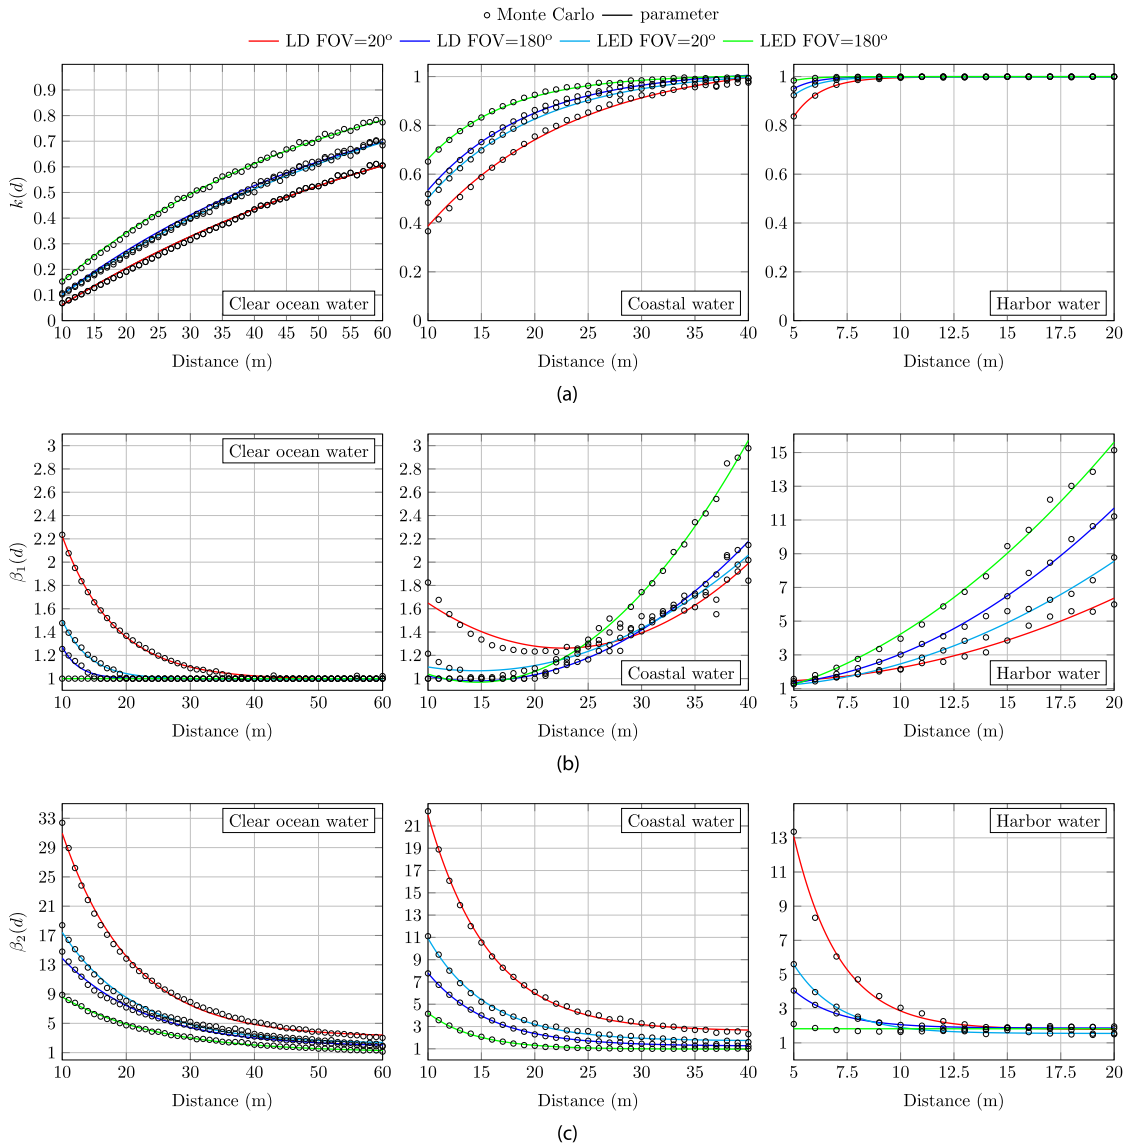 Monte Carlo parameter
LD FOV=20° LD FOV=180° LED FOV=20° LED FOV=180°
k(d)
0.9
0.8
0.7
0.6
0.5
0.4
0.3
0.2
0.1
0
Clear ocean water
10 15 20 25 30 35 40 45 50 55 60
Distance (m)
1
0.8
0.6
0.4
0.2
0
Coastal water
10 15 20 25 30 35 40
Distance (m)
1
0.8
0.6
0.4
0.2
0
Harbor water
5 7.5 10 12.5 15 17.5 20
Distance (m)
(a)
β1(d)
3
2.8
2.6
2.4
2.2
2
1.8
1.6
1.4
1.2
1
Clear ocean water
10 20 30 40 50 60
Distance (m)
3
2.8
2.6
2.4
2.2
2
1.8
1.6
1.4
1.2
1
Coastal water
10 15 20 25 30 35 40
Distance (m)
15
13
11
9
7
5
3
1
Harbor water
5 7.5 10 12.5 15 17.5 20
Distance (m)
(b)
β2(d)
33
29
25
21
17
13
9
5
1
Clear ocean water
10 20 30 40 50 60
Distance (m)
21
19
17
15
13
11
9
7
5
3
1
Coastal water
10 15 20 25 30 35 40
Distance (m)
13
11
9
7
5
3
1
Harbor water
5 7.5 10 12.5 15 17.5 20
Distance (m)
(c)